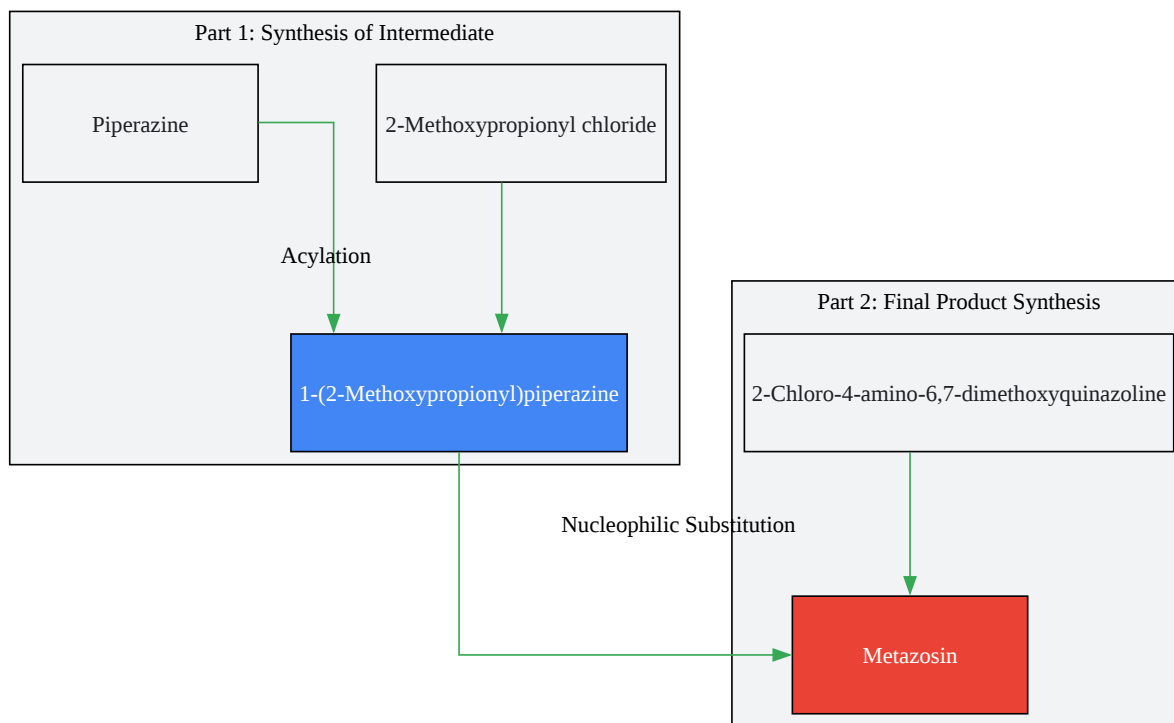 Part 1: Synthesis of Intermediate
Piperazine
2-Methoxypropionyl chloride
Acylation
1-(2-Methoxypropionyl)piperazine
Part 2: Final Product Synthesis
2-Chloro-4-amino-6,7-dimethoxyquinazoline
Nucleophilic Substitution
Metazosin